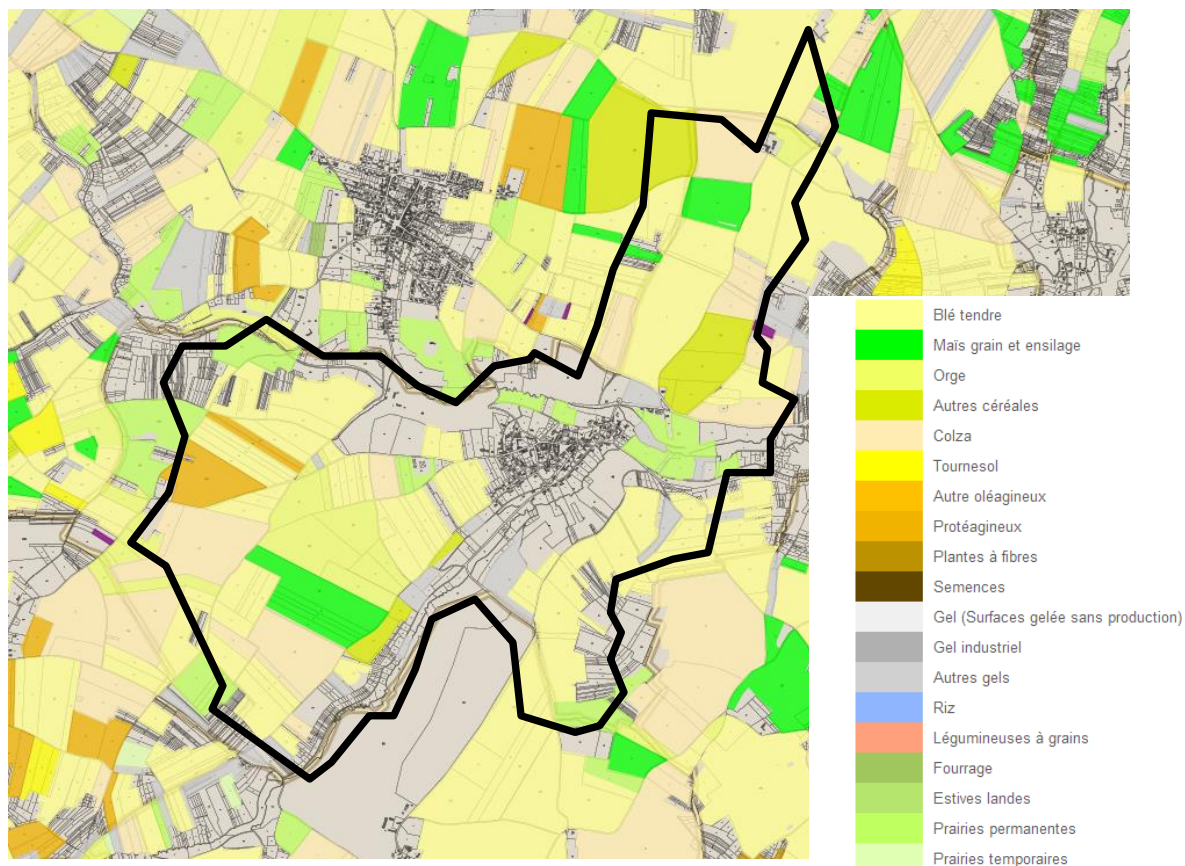 Blé tendre
Maïs grain et ensilage
Orge
Autres céréales
Colza
Tournesol
Autre oléagineux
Protéagineux
Plantes à fibres
Semences
Gel (Surfaces gelée sans production)
Gel industriel
Autres gels
Riz
Légumineuses à grains
Fourrage
Estives landes
Prairies permanentes
Prairies temporaires